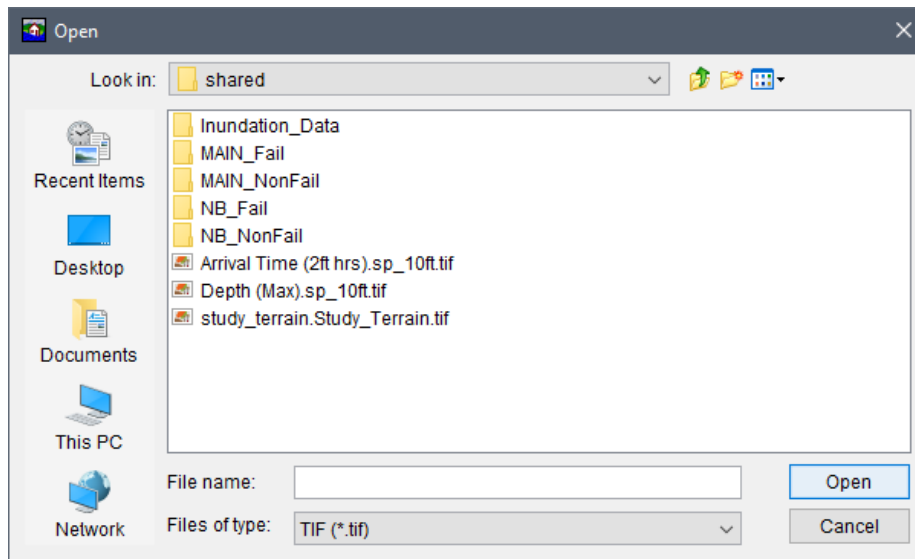 Open
Look in:
shared
Recent Items
Desktop
Documents
This PC
Network
Inundation_Data
MAIN_Fail
MAIN_NonFail
NB_Fail
NB_NonFail
Arrival Time (2ft hrs).sp_10ft.tif
Depth (Max).sp_10ft.tif
study_terrain.Study_Terrain.tif
File name:
Open
Files of type:
TIF (*.tif)
Cancel